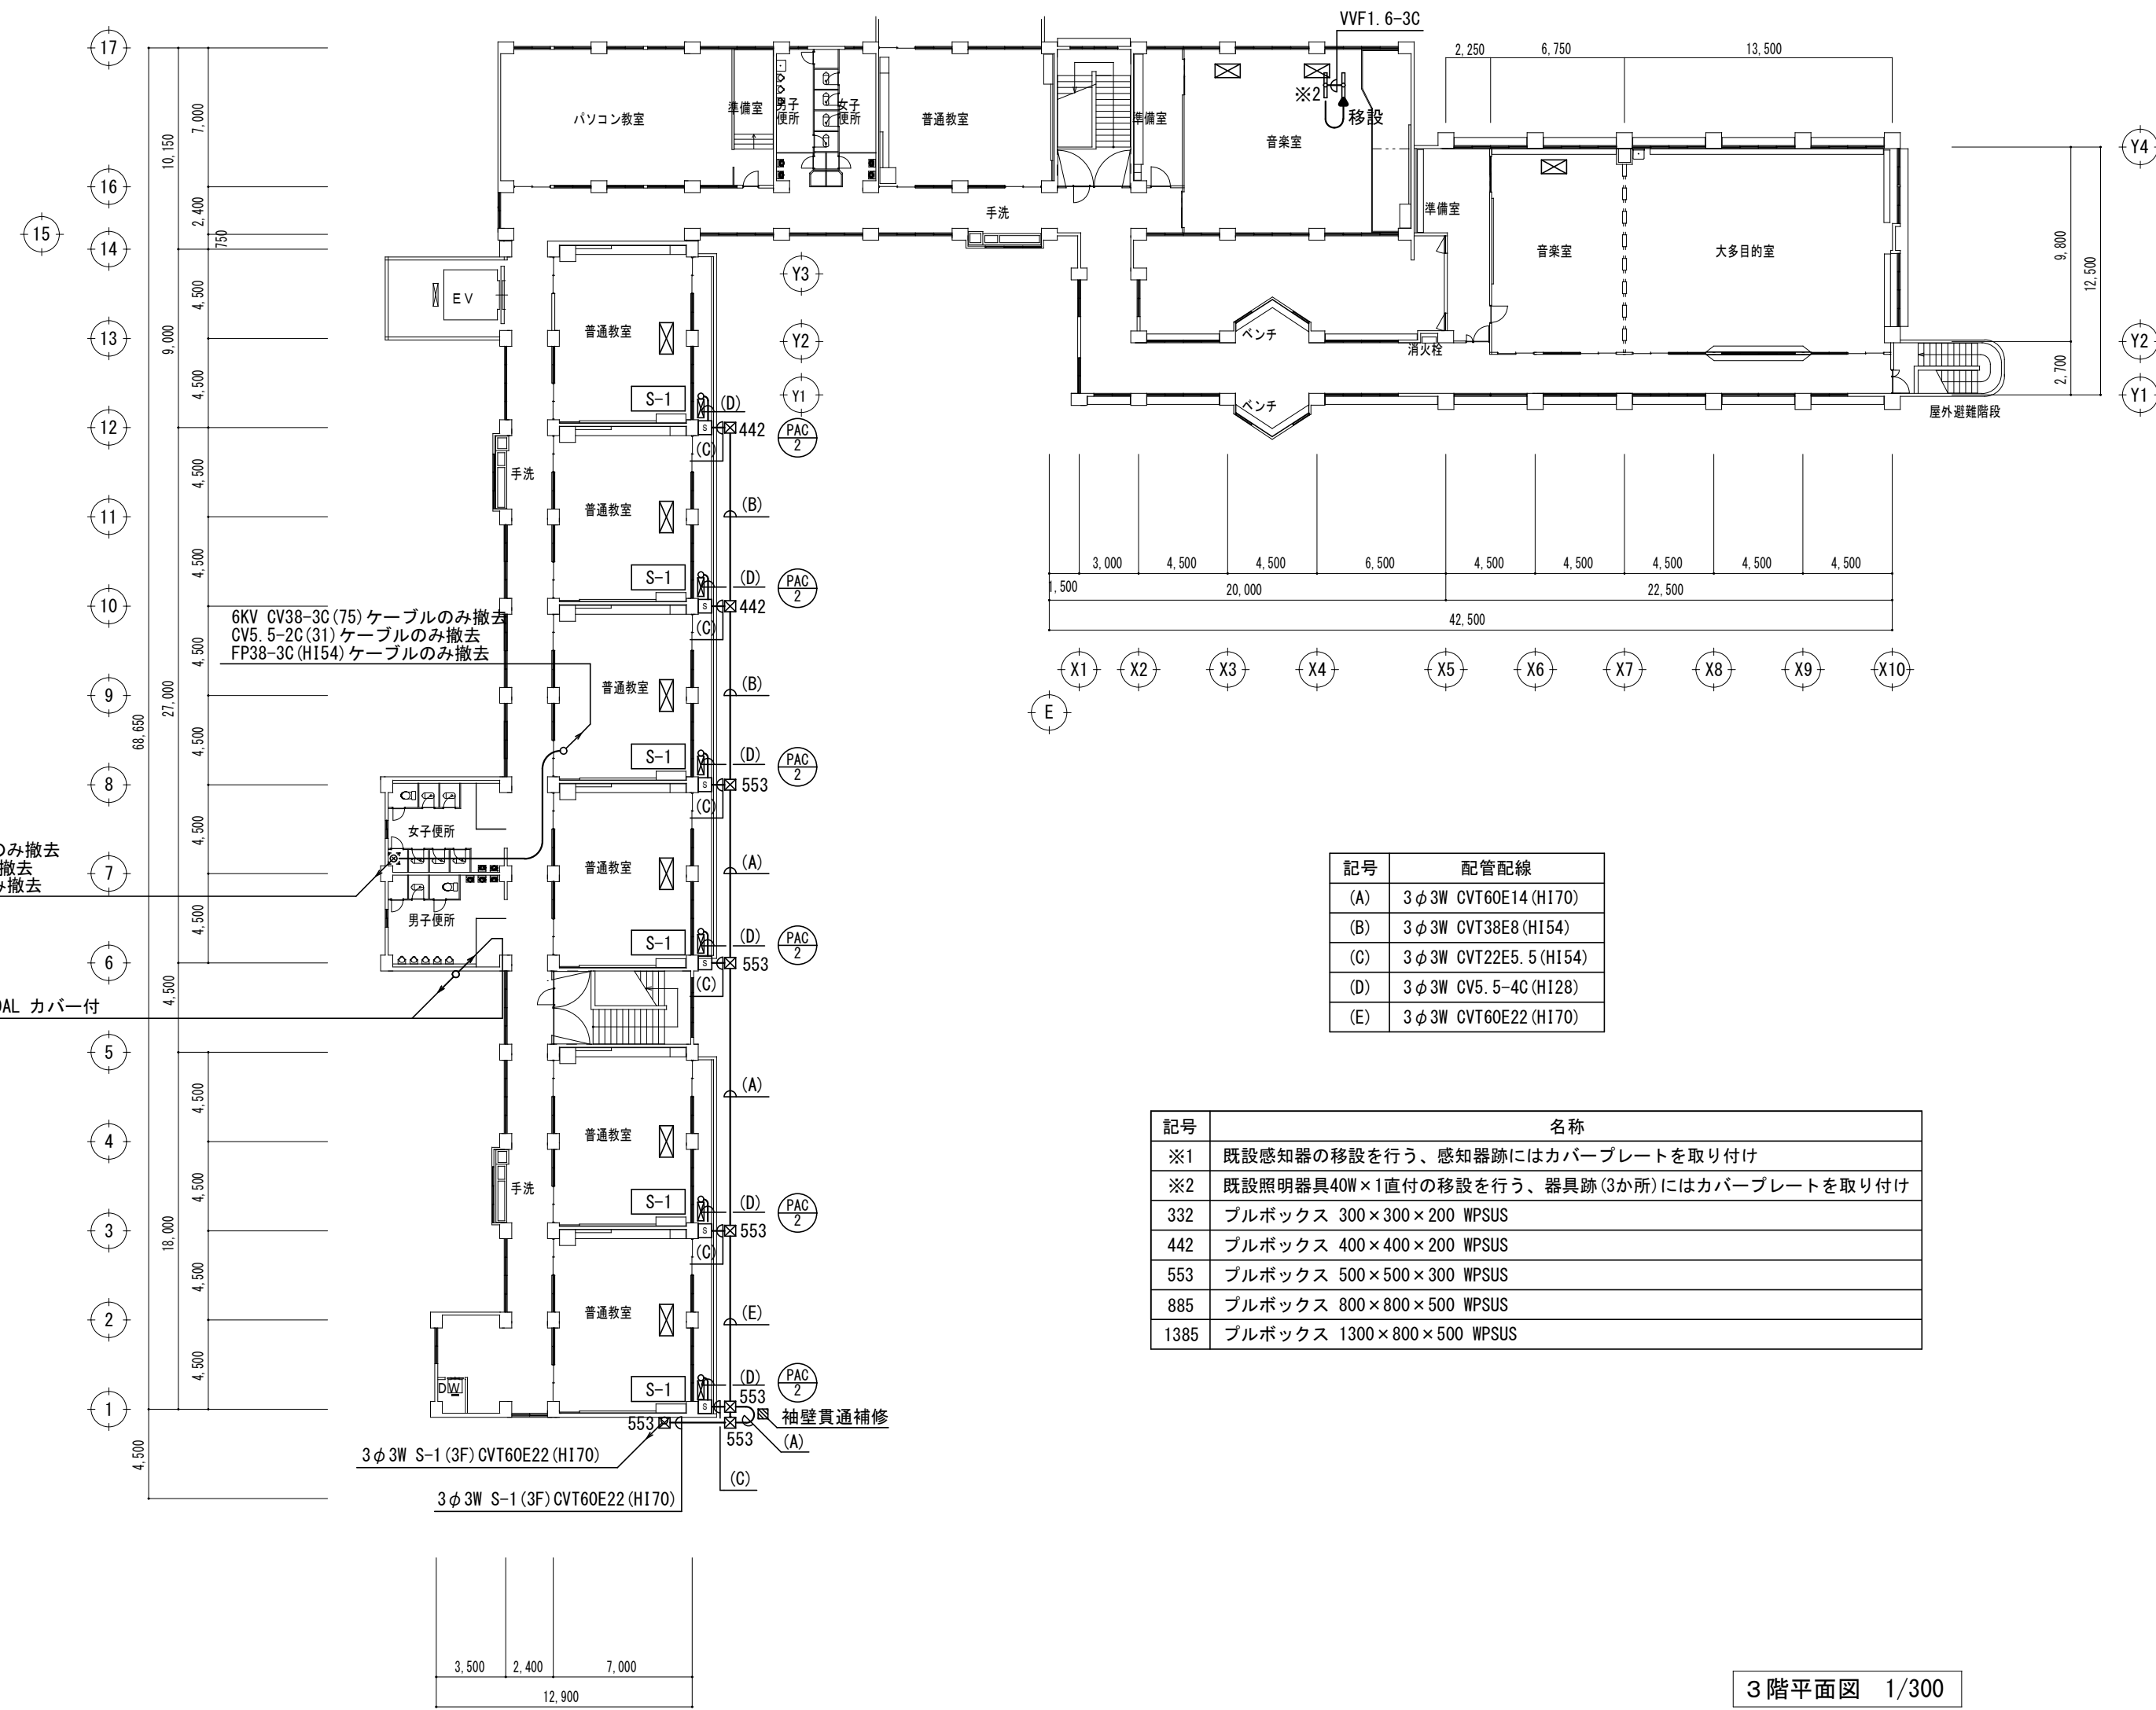 VVF1.6-3C
17
2,250
6,750
13,500
7,000
10,150
パソコン教室
準備室
男子
便所
女子
便所
普通教室
準備室
※2
移設
音楽室
Y4
16
2,400
手洗
準備室
15
750
14
音楽室
大多目的室
9,800
12,500
Y3
4,500
EV
13
9,000
普通教室
Y2
ベンチ
消火栓
Y2
4,500
2,700
S-1
(D)
Y1
ベンチ
Y1
屋外避難階段
12
442
PAC
2
(C)
4,500
手洗
11
普通教室
(B)
4,500
3,000
4,500
4,500
6,500
4,500
4,500
4,500
4,500
4,500
S-1
(D)
PAC
2
1,500
20,000
22,500
10
442
42,500
6KV CV38-3C(75)ケーブルのみ撤去
CV5.5-2C(31)ケーブルのみ撤去
FP38-3C(HI54)ケーブルのみ撤去
(C)
4,500
X1
X2
X3
X4
X5
X6
X7
X8
X9
X10
9
27,000
普通教室
(B)
E
68,650
4,500
S-1
(D)
PAC
2
8
553
(C)
4,500
女子便所
のみ撤去
撤去
み撤去
7
普通教室
(A)
4,500
男子便所
S-1
(D)
PAC
2
6
553
(C)
4,500
DAL カバー付
5
4,500
(A)
4
普通教室
4,500
手洗
S-1
(D)
PAC
2
3
18,000
553
(C)
4,500
2
普通教室
(E)
4,500
DW
S-1
(D)
PAC
2
553
1
553
553
袖壁貫通補修
(A)
4,500
3φ3W S-1(3F)CVT60E22(HI70)
(C)
3φ3W S-1(3F)CVT60E22(HI70)
3,500
2,400
7,000
12,900
記号 配管配線
(A) 3φ3W CVT60E14(HI70)
(B) 3φ3W CVT38E8(HI54)
(C) 3φ3W CVT22E5.5(HI54)
(D) 3φ3W CV5.5-4C(HI28)
(E) 3φ3W CVT60E22(HI70)
記号 名称
※1 既設感知器の移設を行う、感知器跡にはカバープレートを取り付け
※2 既設照明器具40W×1直付の移設を行う、器具跡(3か所)にはカバープレートを取り付け
332 プルボックス 300×300×200 WPSUS
442 プルボックス 400×400×200 WPSUS
553 プルボックス 500×500×300 WPSUS
885 プルボックス 800×800×500 WPSUS
1385 プルボックス 1300×800×500 WPSUS
3階平面図 1/300